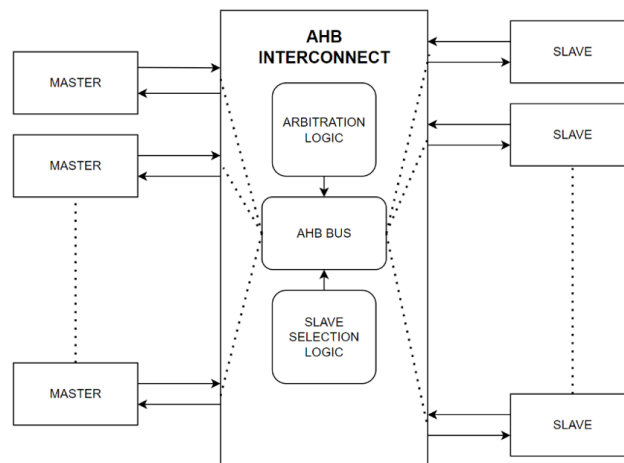 AHB
INTERCONNECT
MASTER
MASTER
MASTER
ARBITRATION
LOGIC
AHB BUS
SLAVE
SELECTION
LOGIC
SLAVE
SLAVE
SLAVE